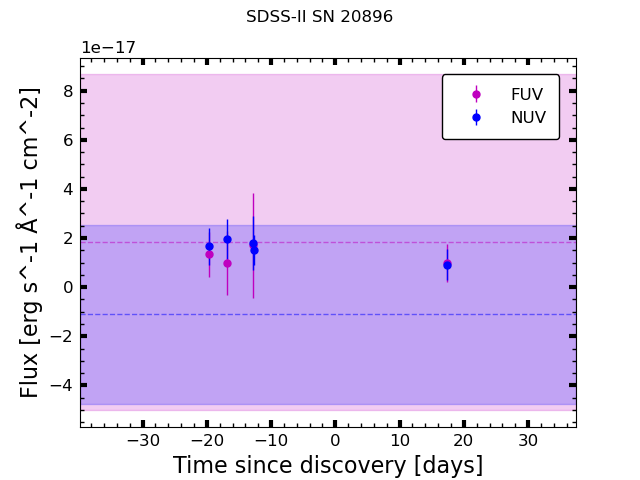 SDSS-II SN 20896
1e−17
FUV
NUV
8
6
4
2
0
−2
−4
Flux [erg s^-1 Å^-1 cm^-2]
−30
−20
−10
0
10
20
30
Time since discovery [days]